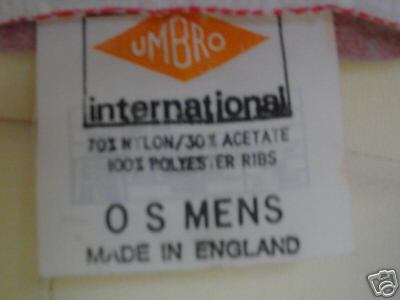 UMBRO
international
70% NYLON/30% ACETATE
100% POLYESTER RIBS
O S MENS
MADE IN ENGLAND